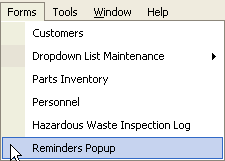 Forms Tools Window Help
Customers
Dropdown List Maintenance
Parts Inventory
Personnel
Hazardous Waste Inspection Log
Reminders Popup